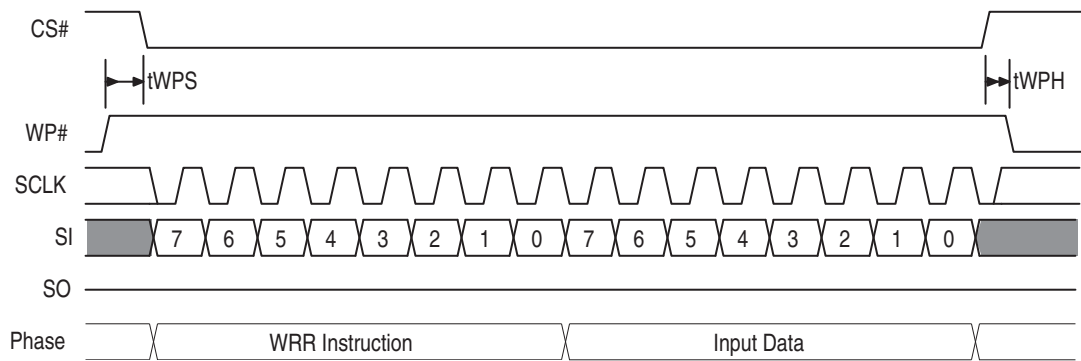 CS#
tWPS
tWPH
WP#
SCLK
SI 7 6 5 4 3 2 1 0 7 6 5 4 3 2 1 0
SO
Phase WRR Instruction Input Data